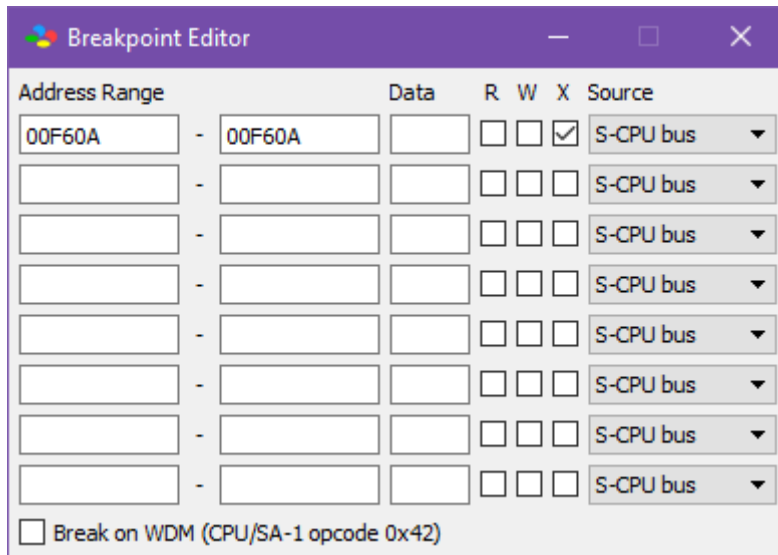 Breakpoint Editor
Address Range Data R W X Source
00F60A - 00F60A S-CPU bus
- S-CPU bus
- S-CPU bus
- S-CPU bus
- S-CPU bus
- S-CPU bus
- S-CPU bus
- S-CPU bus
Break on WDM (CPU/SA-1 opcode 0x42)